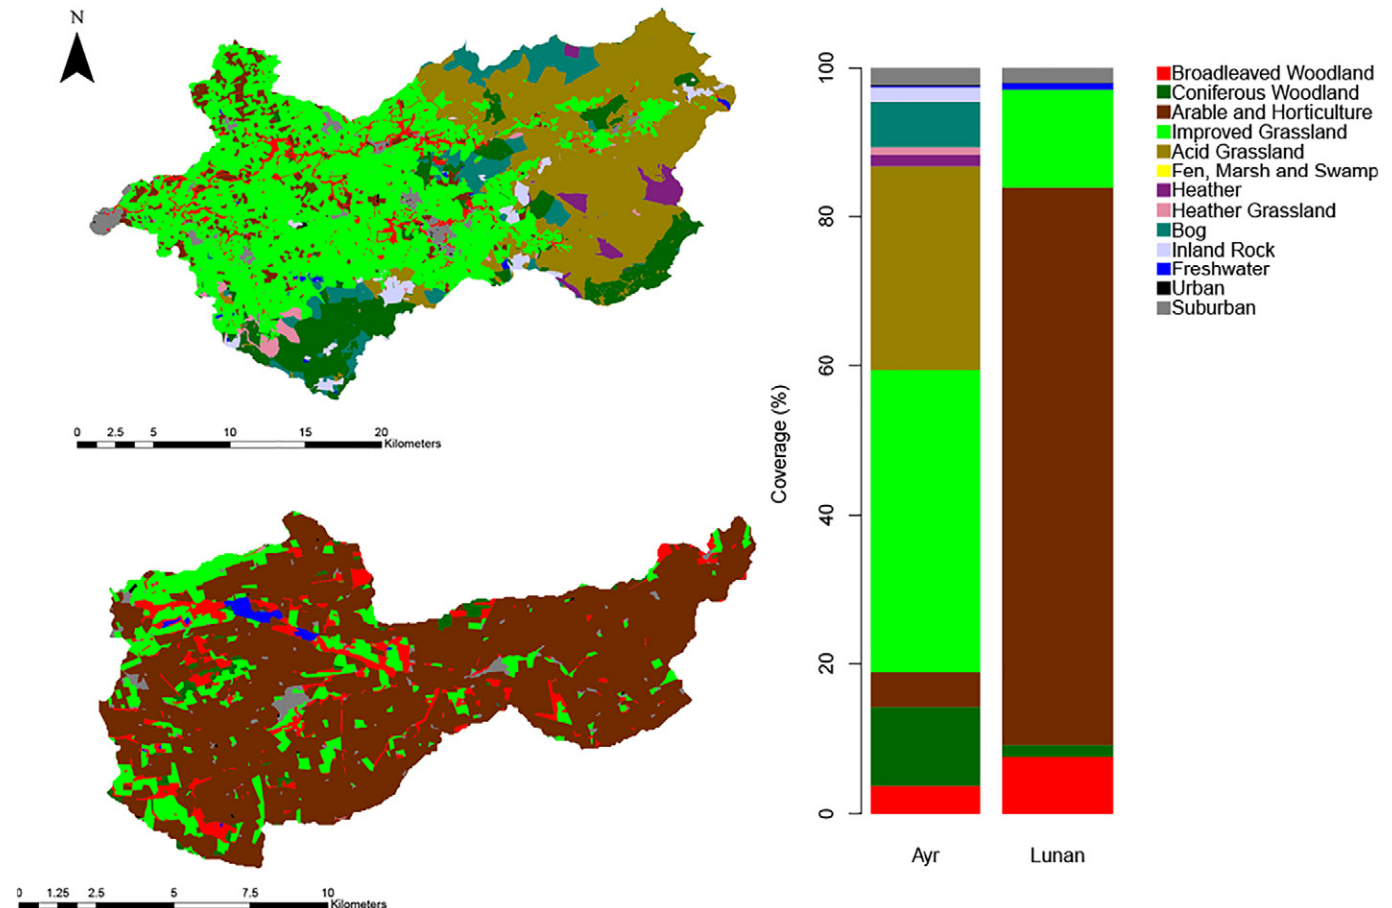 N
0 2.5 5 10 15 20
Kilometers
0 1.25 2.5 5 7.5 10
Kilometers
Coverage (%)
100
80
60
40
20
0
Ayr Lunan
Broadleaved Woodland
Coniferous Woodland
Arable and Horticulture
Improved Grassland
Acid Grassland
Fen, Marsh and Swamp
Heather
Heather Grassland
Bog
Inland Rock
Freshwater
Urban
Suburban